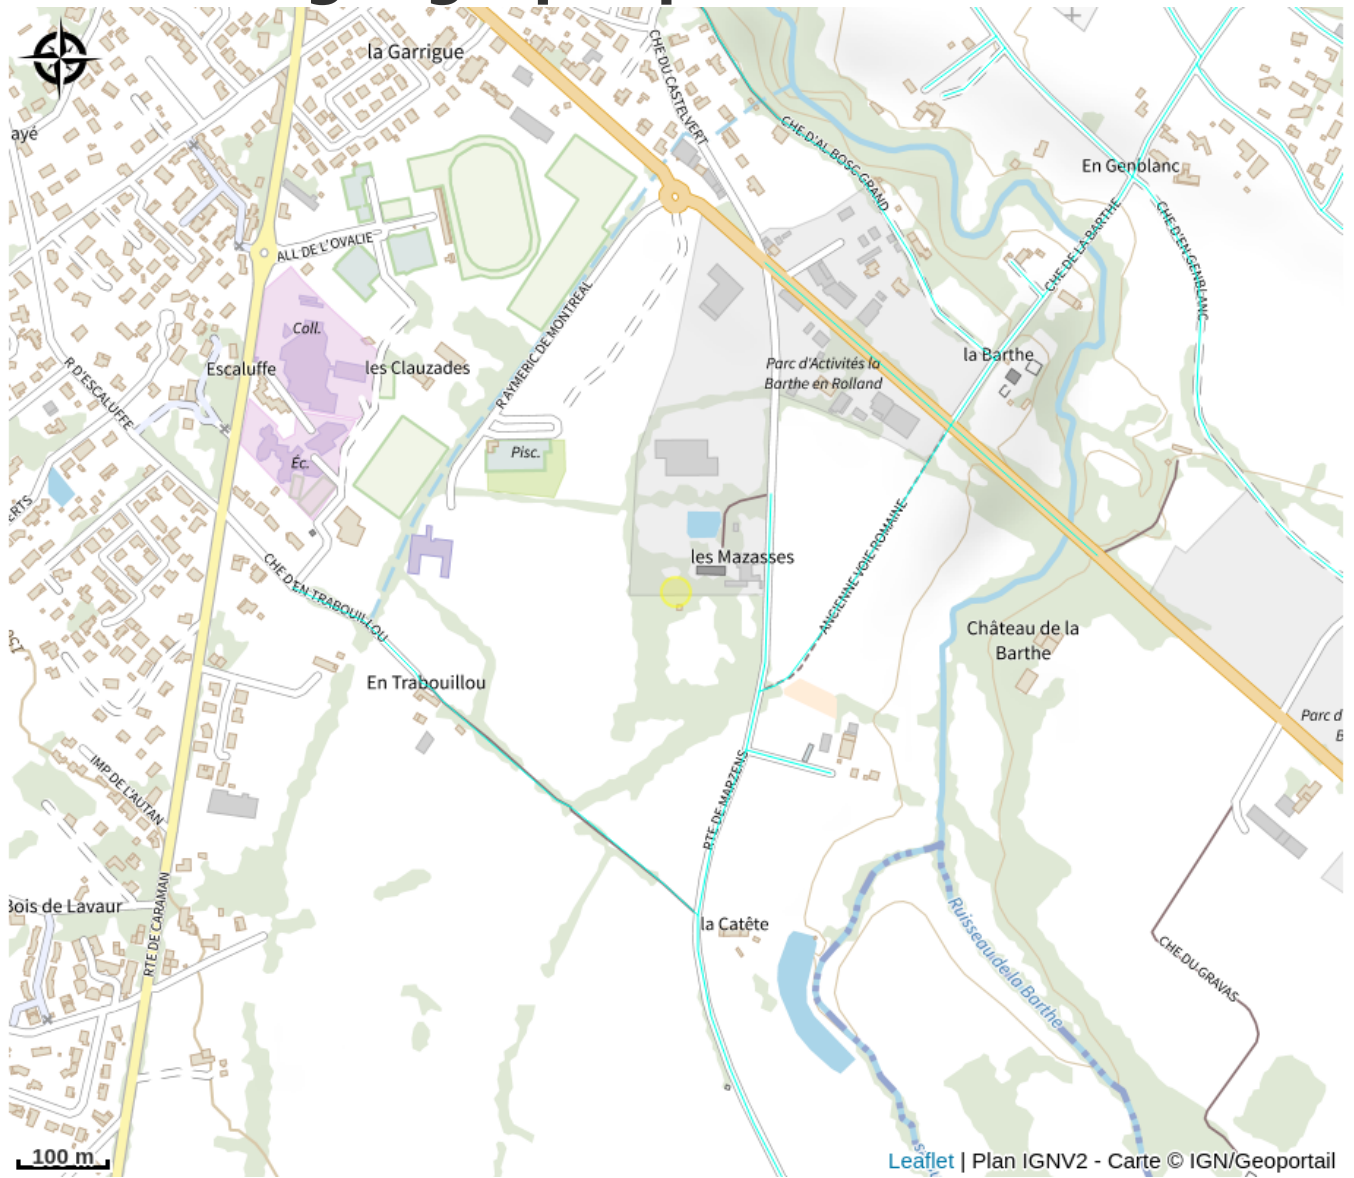 la Garrigue
CHE DU CASTELVERT
ayé
CHE D'AL BOSC GRAND
En Genblanc
CHE DE LA BARTHE
CHE D'EN GENBLANC
ALL DE L'OVALIE
R AYMERIC DE MONTREAL
Coll.
Escaluffe
les Clauzades
R D'ESCALUFFE
Parc d'Activités la
Barthe en Rolland
la Barthe
Éc.
Pisc.
ERTS
les Mazasses
ANCIENNE VOIE ROMAINE
CHE D'EN TRABOUILLOU
Château de la
Barthe
En Trabouillou
Parc d
B
IMP DE L'AUTAN
RTE DE MARZENS
Bois de Lavaur
RTE DE CARAMAN
la Catête
Ruisseau de la Barthe
CHE DU GRAVAS
100 m
Leaflet | Plan IGNV2 - Carte © IGN/Geoportail